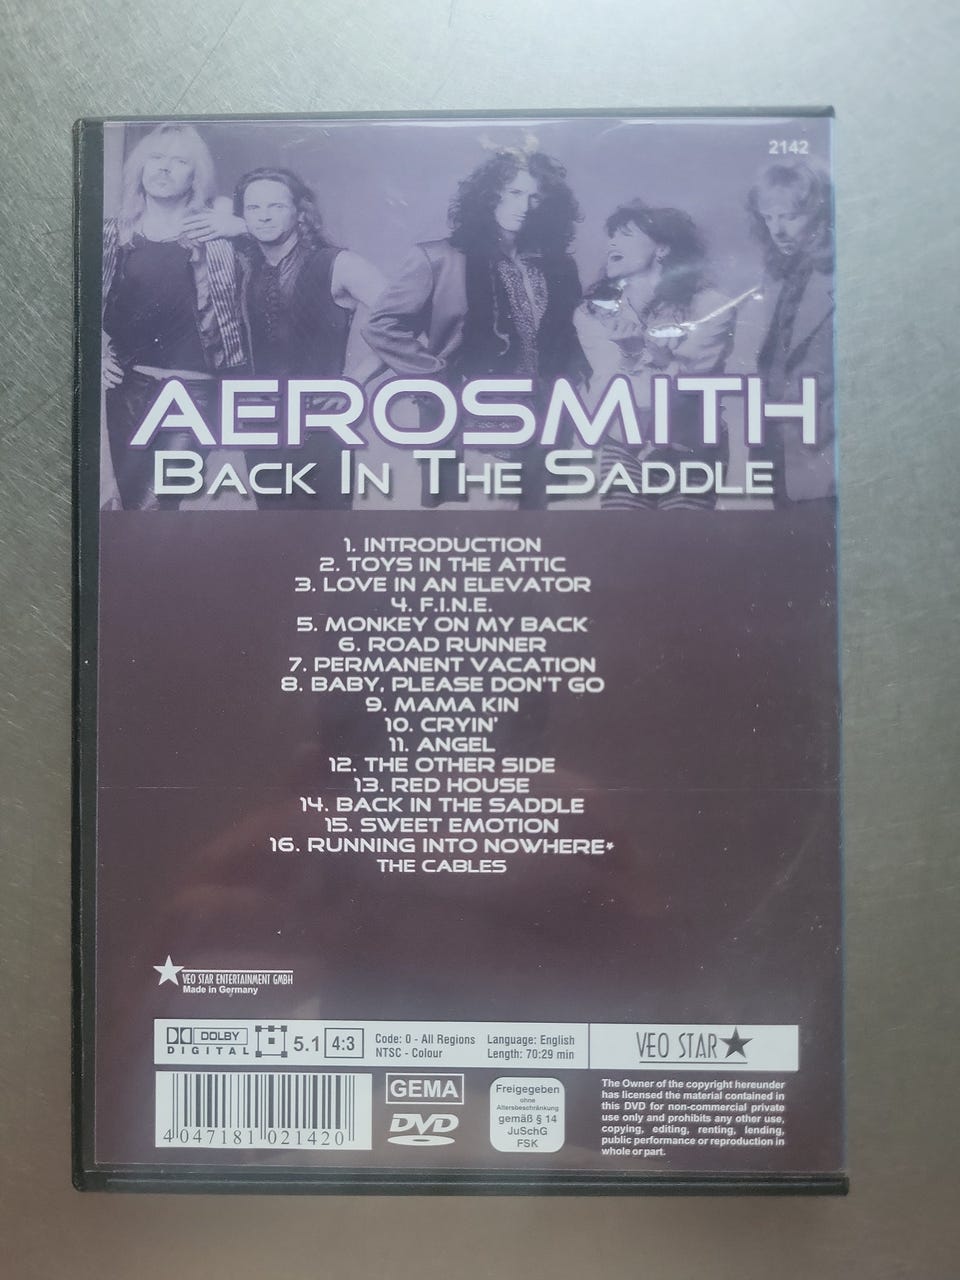 2142
AEROSMITH
BACK IN THE SADDLE
1. INTRODUCTION
2. TOYS IN THE ATTIC
3. LOVE IN AN ELEVATOR
4. F.I.N.E.
5. MONKEY ON MY BACK
6. ROAD RUNNER
7. PERMANENT VACATION
8. BABY, PLEASE DON'T GO
9. MAMA KIN
10. CRYIN'
11. ANGEL
12. THE OTHER SIDE
13. RED HOUSE
14. BACK IN THE SADDLE
15. SWEET EMOTION
16. RUNNING INTO NOWHERE*
THE CABLES
VEO STAR ENTERTAINMENT GMBH
Made in Germany
DOLBY
DIGITAL
5.1
4:3
Code: 0 - All Regions
NTSC - Colour
Language: English
Length: 70:29 min
VEO STAR
4 047181 021420
GEMA
DVD
Freigegeben
ohne
Altersbeschränkung
gemäß § 14
JuSchG
FSK
The Owner of the copyright hereunder
has licensed the material contained in
this DVD for non-commercial private
use only and prohibits any other use,
copying, editing, renting, lending,
public performance or reproduction in
whole or part.